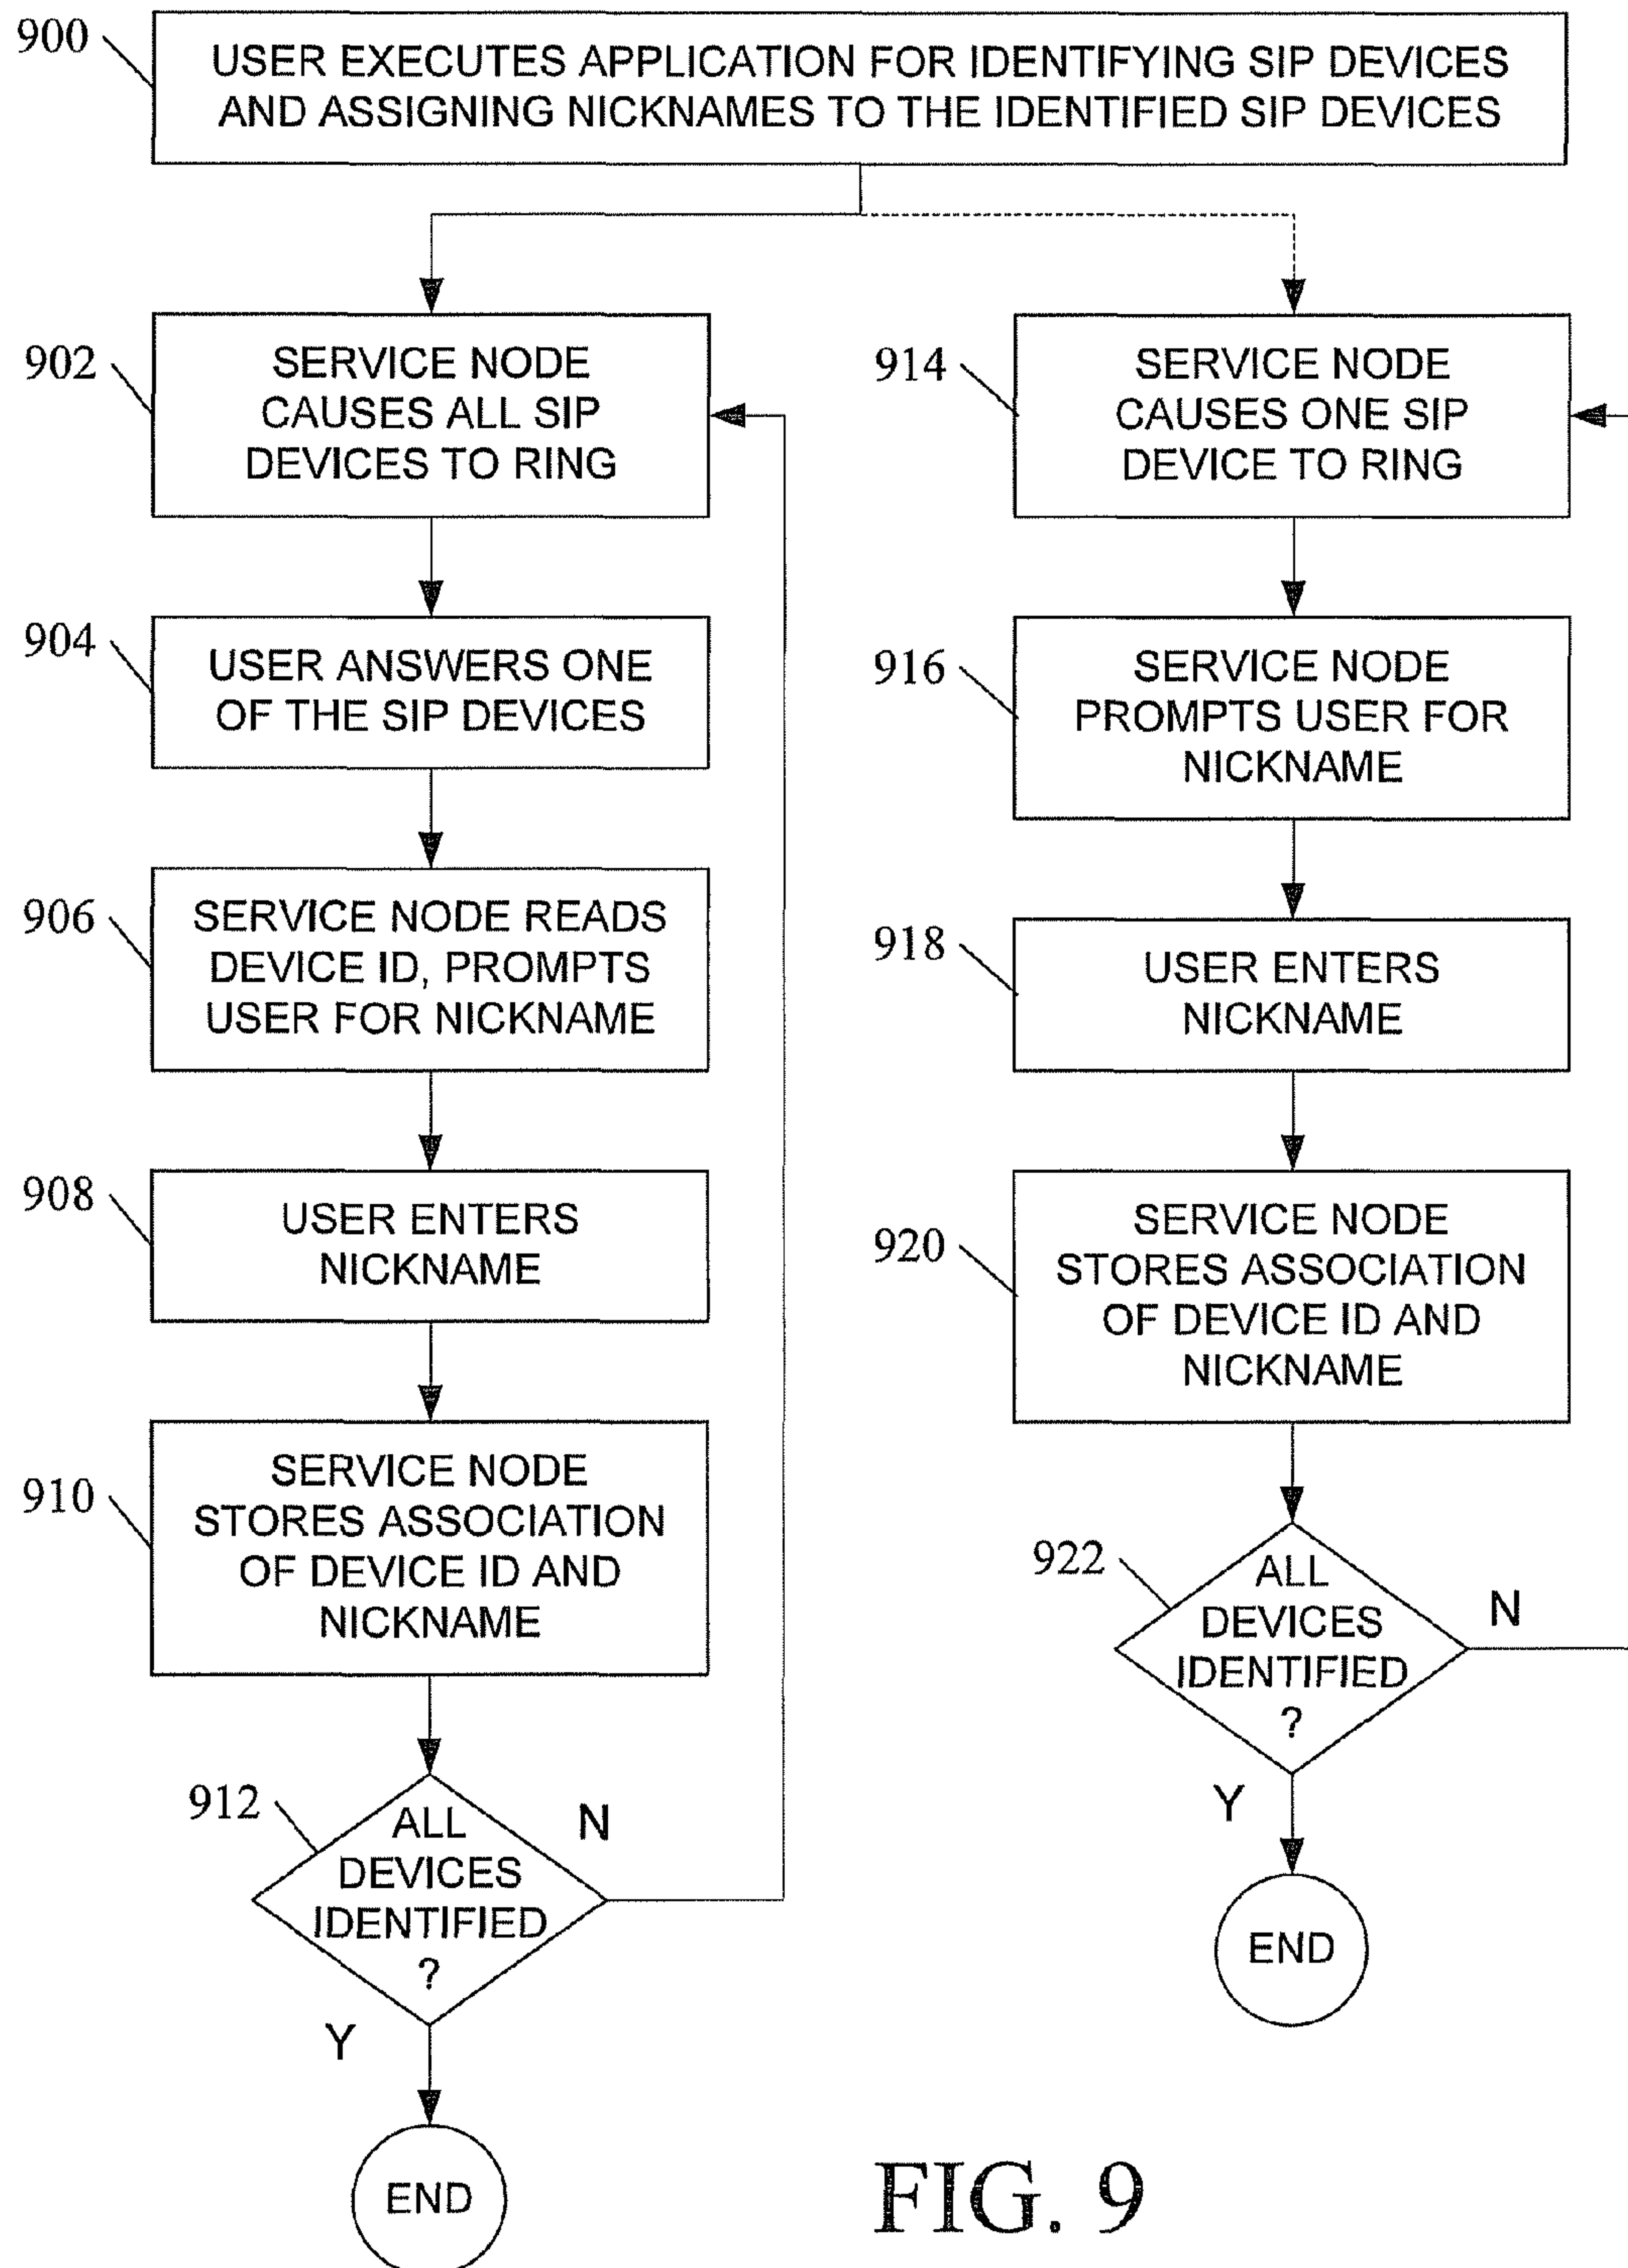 900
USER EXECUTES APPLICATION FOR IDENTIFYING SIP DEVICES
AND ASSIGNING NICKNAMES TO THE IDENTIFIED SIP DEVICES
902
SERVICE NODE
CAUSES ALL SIP
DEVICES TO RING
904
USER ANSWERS ONE
OF THE SIP DEVICES
906
SERVICE NODE READS
DEVICE ID, PROMPTS
USER FOR NICKNAME
908
USER ENTERS
NICKNAME
910
SERVICE NODE
STORES ASSOCIATION
OF DEVICE ID AND
NICKNAME
912
ALL
DEVICES
IDENTIFIED
?
N
Y
END
914
SERVICE NODE
CAUSES ONE SIP
DEVICE TO RING
916
SERVICE NODE
PROMPTS USER FOR
NICKNAME
918
USER ENTERS
NICKNAME
920
SERVICE NODE
STORES ASSOCIATION
OF DEVICE ID AND
NICKNAME
922
ALL
DEVICES
IDENTIFIED
?
N
Y
END
FIG. 9